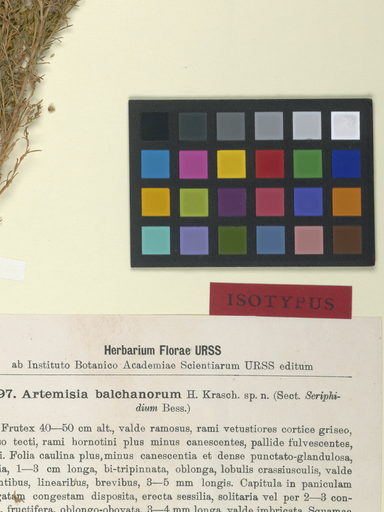 ISOTYPUS
Herbarium Florae URSS
ab Instituto Botanico Academiae Scientiarum URSS editum
97. Artemisia balchanorum H. Krasch. sp. n. (Sect. Seriphi-
dium Bess.)
Frutex 40—50 cm alt., valde ramosus, rami vetustiores cortice griseo,
tecti, rami hornotini plus minus canescentes, pallide fulvescentes,
Folia caulina plus, minus canescentia et dense punctato-glandulosa,
1—3 cm longa, bi-tripinnata, oblonga, lobulis crassiusculis, valde
linearibus, brevibus, 3—5 mm longis. Capitula in paniculam
congestam disposita, erecta sessilia, solitaria vel per 2—3 con-
fructifera, oblongo-obovata, 3—4 mm longa, valde imbricata. Squamae